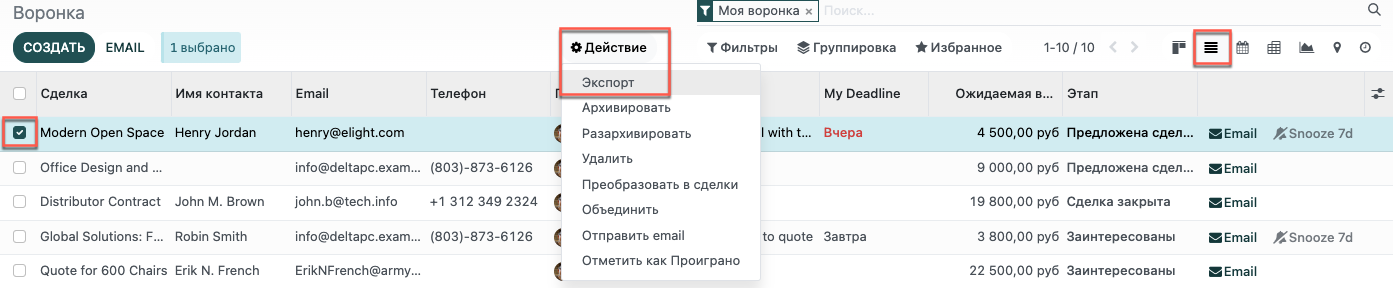 Воронка
Моя воронка × Поиск...
СОЗДАТЬ EMAIL 1 выбрано Действие Фильтры Группировка Избранное 1-10 / 10
Экспорт
Архивировать
Разархивировать
Удалить
Преобразовать в сделки
Объединить
Отправить email
Отметить как Проиграно
Сделка Имя контакта Email Телефон My Deadline Ожидаемая в... Этап
Modern Open Space Henry Jordan henry@elight.com l with t... Вчера 4 500,00 руб Предложена сдел... Email Snooze 7d
Office Design and ... info@deltapc.exam... (803)-873-6126 9 000,00 руб Предложена сдел... Email
Distributor Contract John M. Brown john.b@tech.info +1 312 349 2324 19 800,00 руб Сделка закрыта Email
Global Solutions: F... Robin Smith info@deltapc.exam... (803)-873-6126 to quote Завтра 3 800,00 руб Заинтересованы Email Snooze 7d
Quote for 600 Chairs Erik N. French ErikNFrench@army... 22 500,00 руб Заинтересованы Email